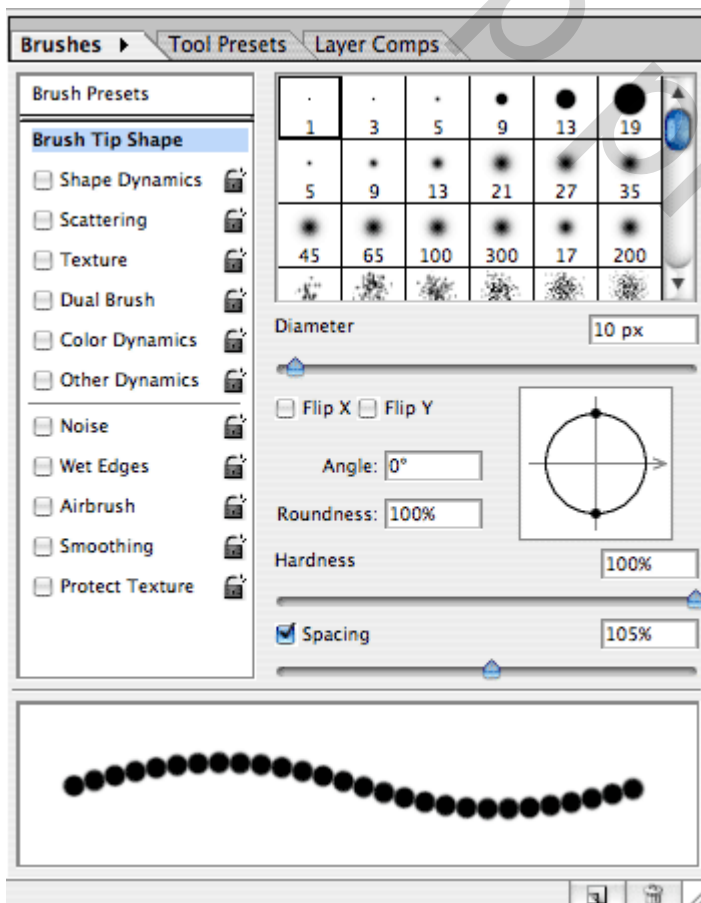 Brushes Tool Presets Layer Comps
Brush Presets
Brush Tip Shape
Shape Dynamics
Scattering
Texture
Dual Brush
Color Dynamics
Other Dynamics
Noise
Wet Edges
Airbrush
Smoothing
Protect Texture
1 3 5 9 13 19
5 9 13 21 27 35
45 65 100 300 17 200
Diameter 10 px
Flip X Flip Y
Angle: 0°
Roundness: 100%
Hardness 100%
Spacing 105%